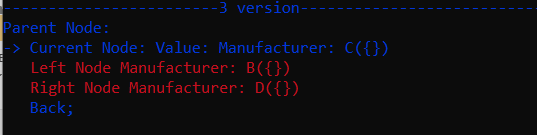 -------------------------3 version----------------------------
Parent Node:
-> Current Node: Value: Manufacturer: C({})
Left Node Manufacturer: B({})
Right Node Manufacturer: D({})
Back;